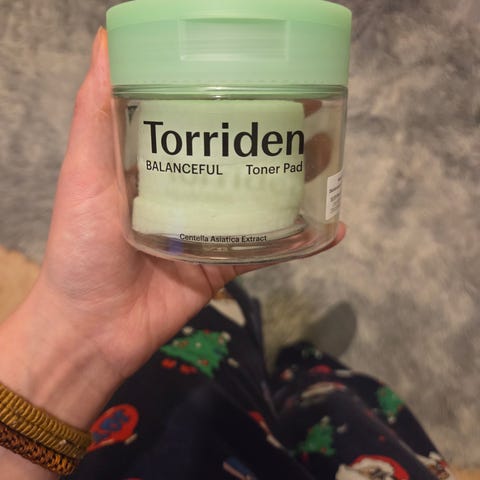 Torriden
BALANCEFUL Toner Pad
Centella Asiatica Extract